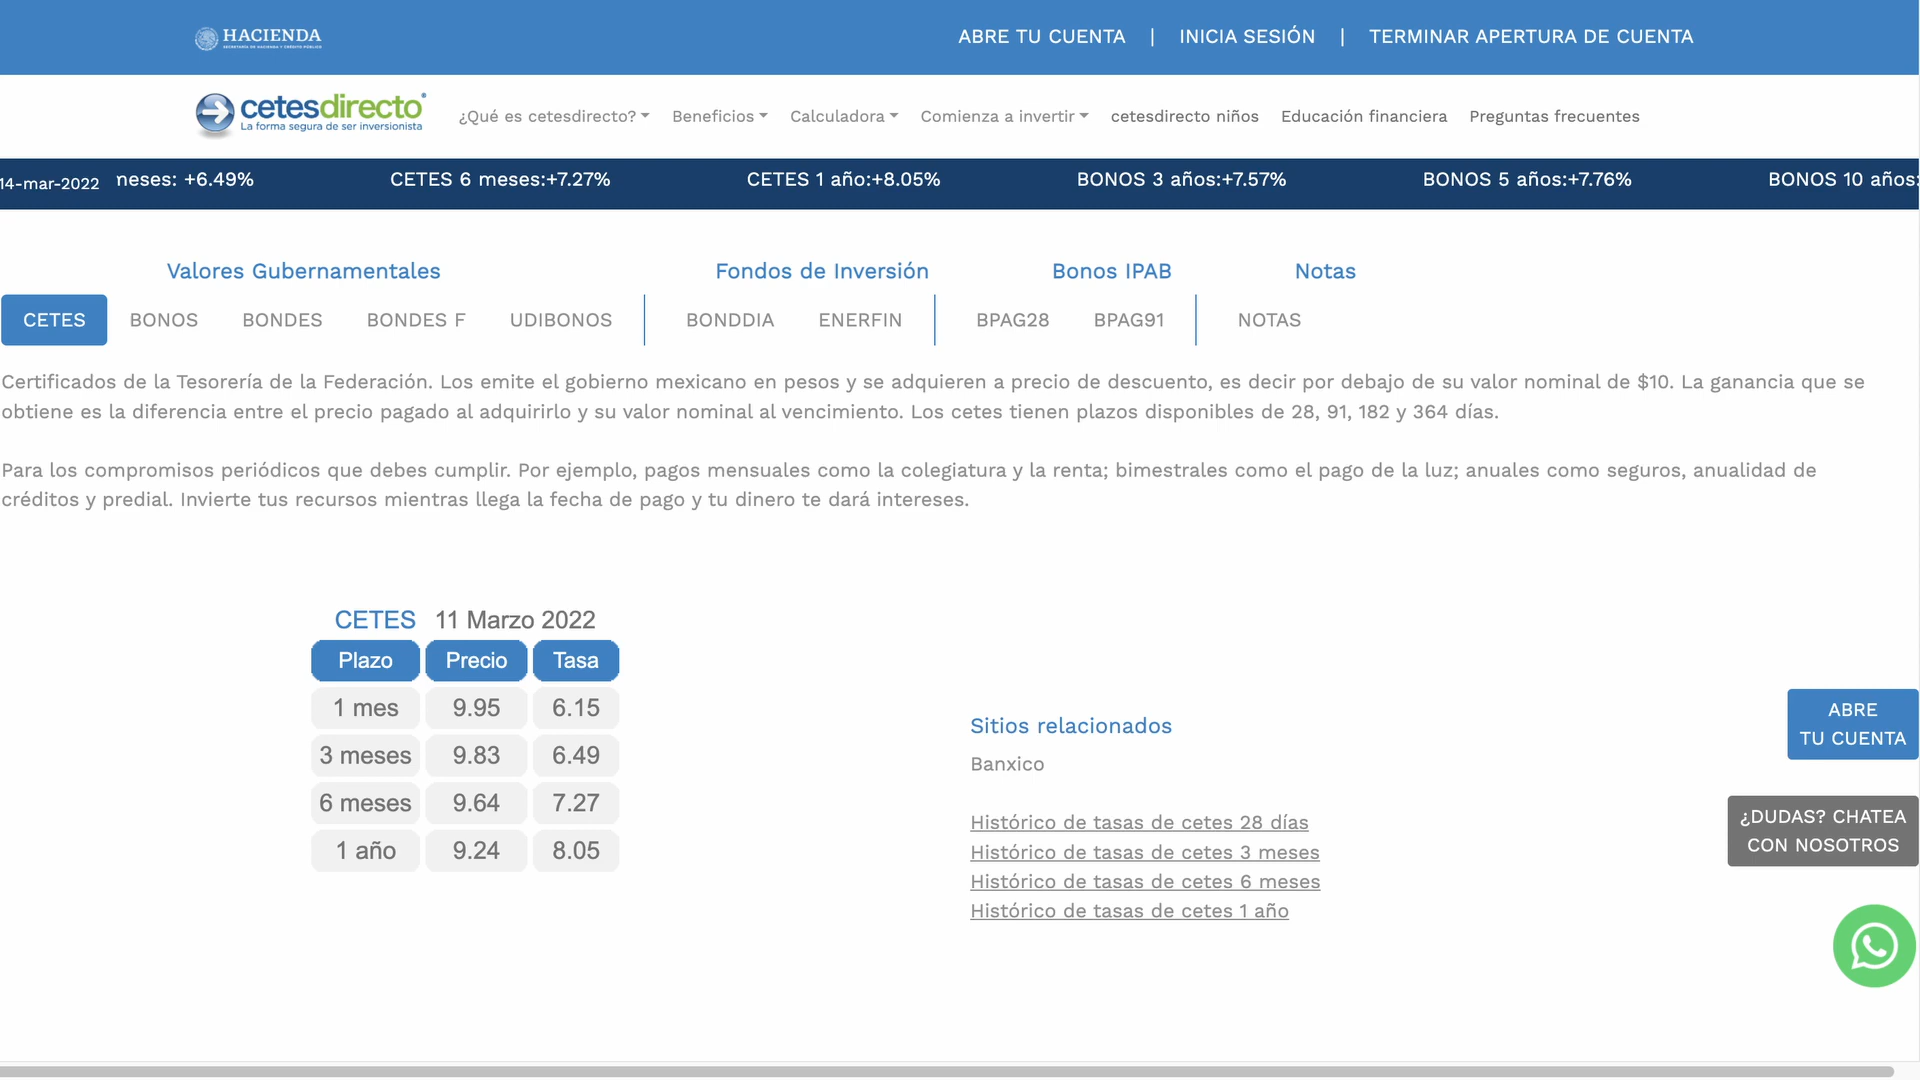 HACIENDA
SECRETARÍA DE HACIENDA Y CRÉDITO PÚBLICO
ABRE TU CUENTA | INICIA SESIÓN | TERMINAR APERTURA DE CUENTA
cetesdirecto®
La forma segura de ser inversionista
¿Qué es cetesdirecto? Beneficios Calculadora Comienza a invertir cetesdirecto niños Educación financiera Preguntas frecuentes
14-mar-2022 meses: +6.49% CETES 6 meses:+7.27% CETES 1 año:+8.05% BONOS 3 años:+7.57% BONOS 5 años:+7.76% BONOS 10 años:
Valores Gubernamentales Fondos de Inversión Bonos IPAB Notas
CETES BONOS BONDES BONDES F UDIBONOS BONDDIA ENERFIN BPAG28 BPAG91 NOTAS
Certificados de la Tesorería de la Federación. Los emite el gobierno mexicano en pesos y se adquieren a precio de descuento, es decir por debajo de su valor nominal de $10. La ganancia que se
obtiene es la diferencia entre el precio pagado al adquirirlo y su valor nominal al vencimiento. Los cetes tienen plazos disponibles de 28, 91, 182 y 364 días.
Para los compromisos periódicos que debes cumplir. Por ejemplo, pagos mensuales como la colegiatura y la renta; bimestrales como el pago de la luz; anuales como seguros, anualidad de
créditos y predial. Invierte tus recursos mientras llega la fecha de pago y tu dinero te dará intereses.
CETES 11 Marzo 2022
Plazo Precio Tasa
1 mes 9.95 6.15
3 meses 9.83 6.49
6 meses 9.64 7.27
1 año 9.24 8.05
Sitios relacionados
Banxico
Histórico de tasas de cetes 28 días
Histórico de tasas de cetes 3 meses
Histórico de tasas de cetes 6 meses
Histórico de tasas de cetes 1 año
ABRE
TU CUENTA
¿DUDAS? CHATEA
CON NOSOTROS